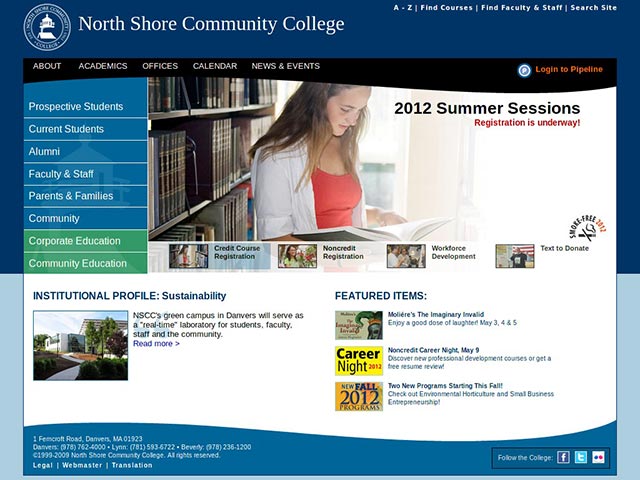 North Shore Community College
A - Z | Find Courses | Find Faculty & Staff | Search Site
ABOUT ACADEMICS OFFICES CALENDAR NEWS & EVENTS
Login to Pipeline
Prospective Students
Current Students
Alumni
Faculty & Staff
Parents & Families
Community
Corporate Education
Community Education
2012 Summer Sessions
Registration is underway!
SMOKE-FREE 2012
Credit Course
Registration
Noncredit
Registration
Workforce
Development
Text to Donate
INSTITUTIONAL PROFILE: Sustainability
NSCC's green campus in Danvers will serve as
a "real-time" laboratory for students, faculty,
staff and the community.
Read more >
FEATURED ITEMS:
Molière's
The
Imaginary
Invalid
Molière's The Imaginary Invalid
Enjoy a good dose of laughter! May 3, 4 & 5
Career
Night 2012
Noncredit Career Night, May 9
Discover new professional development courses or get a
free resume review!
NEW FALL
2012
PROGRAMS
Two New Programs Starting This Fall!
Check out Environmental Horticulture and Small Business
Entrepreneurship!
1 Ferncroft Road, Danvers, MA 01923
Danvers: (978) 762-4000 • Lynn: (781) 593-6722 • Beverly: (978) 236-1200
©1999-2009 North Shore Community College. All rights reserved.
Legal | Webmaster | Translation
Follow the College: